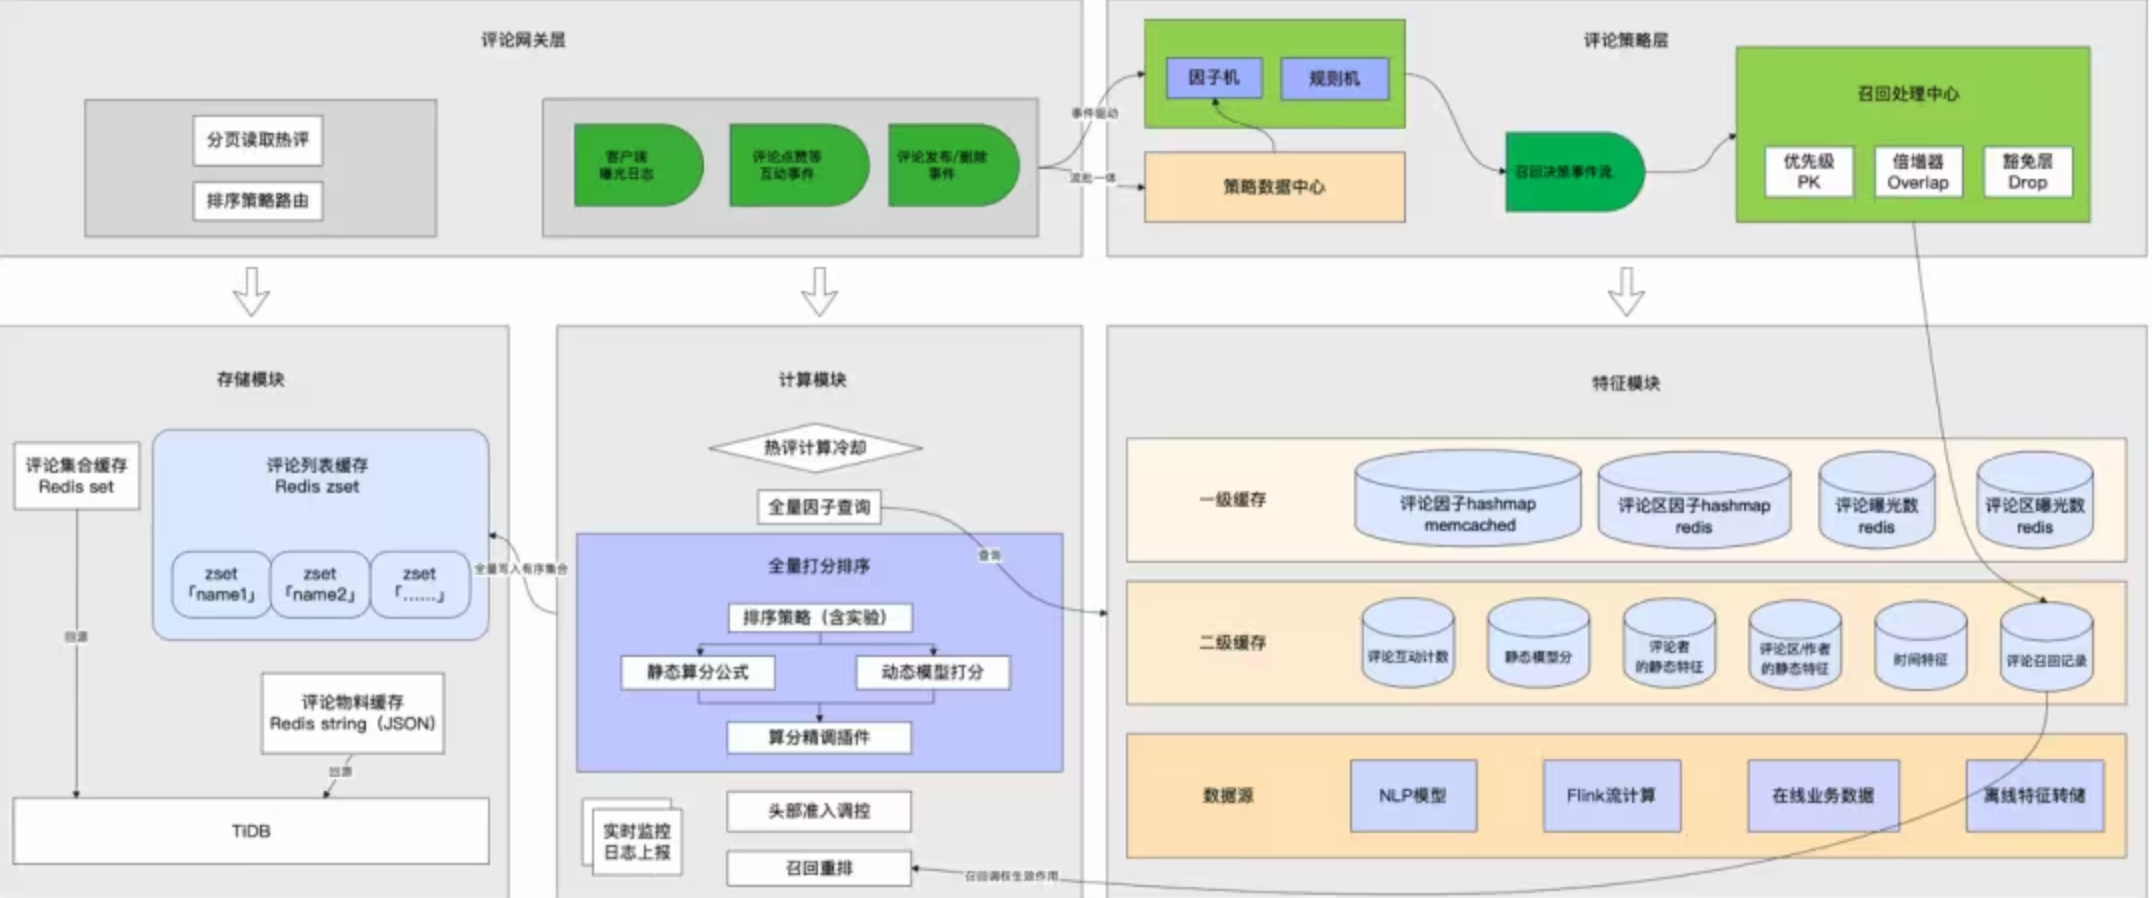 评论网关层
分页读取热评
排序策略路由
客户端
曝光日志
评论点赞等
互动事件
评论发布/删除
事件
事件驱动
流批一体
评论策略层
因子机
规则机
策略数据中心
召回决策事件流
召回处理中心
优先级
PK
倍增器
Overlap
豁免层
Drop
存储模块
评论集合缓存
Redis set
评论列表缓存
Redis zset
zset
「name1」
zset
「name2」
zset
「……」
回源
评论物料缓存
Redis string（JSON）
回源
TiDB
全量写入有序集合
计算模块
热评计算冷却
全量因子查询
查询
全量打分排序
排序策略（含实验）
静态算分公式
动态模型打分
算分精调插件
实时监控
日志上报
头部准入调控
召回重排
召回调权生效作用
特征模块
一级缓存
评论因子hashmap
memcached
评论区因子hashmap
redis
评论曝光数
redis
评论区曝光数
redis
二级缓存
评论互动计数
静态模型分
评论者
的静态特征
评论区/作者
的静态特征
时间特征
评论召回记录
数据源
NLP模型
Flink流计算
在线业务数据
离线特征转储